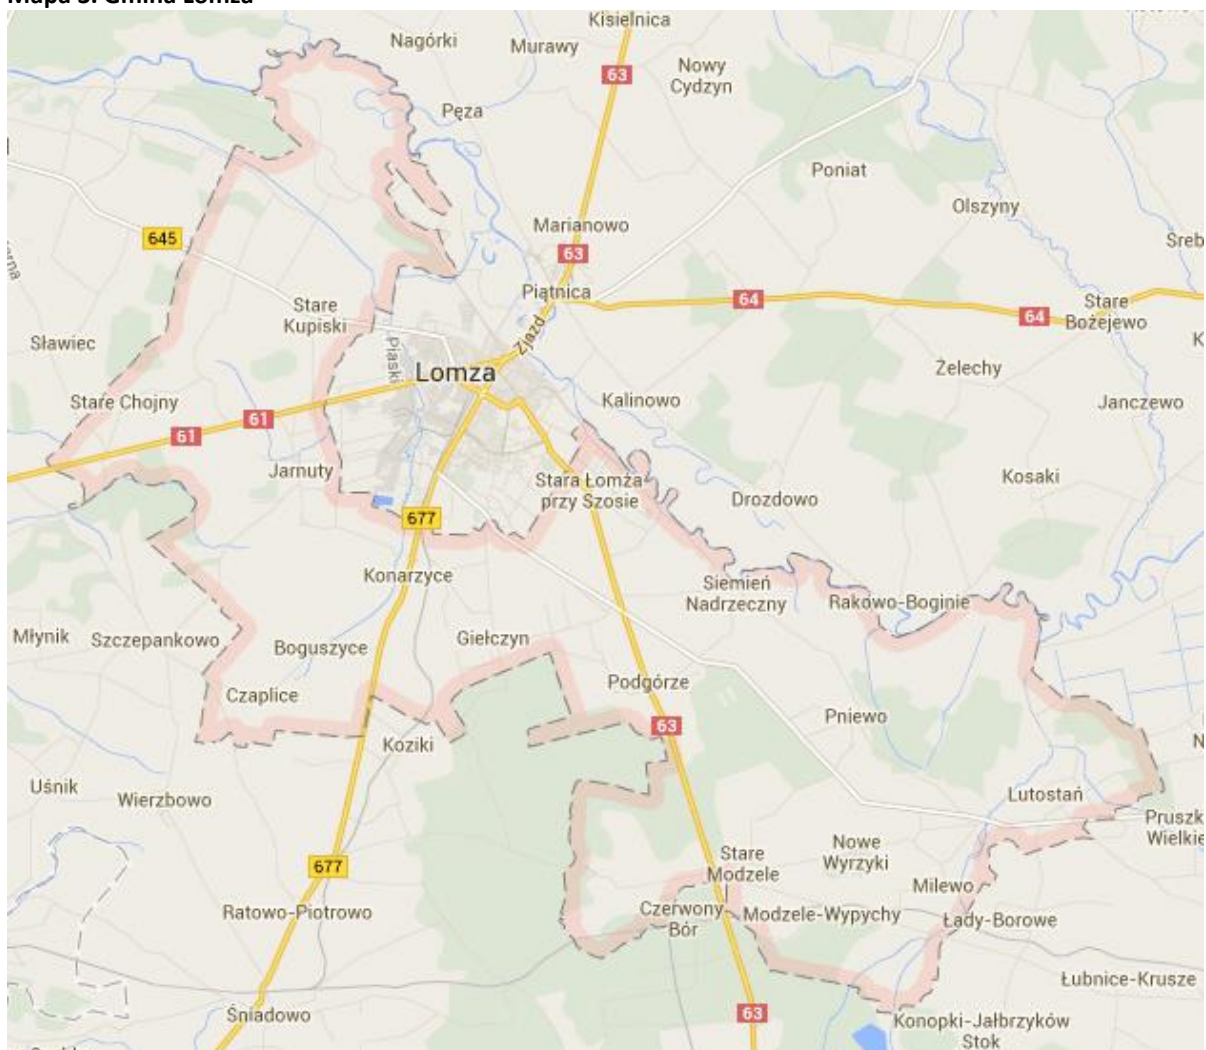 Mapa 3. Gmina Łomża
Kisielnica
Nagórki
Murawy
63
Nowy
Cydzyn
Pęza
Poniat
Olszyny
645
Marianowo
63
Sreb
Piątnica
64
64
Stare
Bożejewo
Stare
Kupiski
Zjazd
Sławiec
Piaski
Lomza
Żelechy
K
Stare Chojny
61
61
Kalinowo
Janczewo
Jarnuty
Stara Łomża
przy Szosie
Drozdowo
Kosaki
677
Konarzyce
Siemień
Nadrzeczny
Rakowo-Boginie
Młynik
Szczepankowo
Boguszyce
Giełczyn
Czaplice
Podgórze
Pniewo
63
Koziki
N
Uśnik
Wierzbowo
Lutostań
Pruszk
Wielkie
677
Stare
Modzele
Nowe
Wyrzyki
Milewo
Ratowo-Piotrowo
Czerwony
Bór
Modzele-Wypychy
Łady-Borowe
Łubnice-Krusze
Śniadowo
63
Konopki-Jałbrzyków
Stok